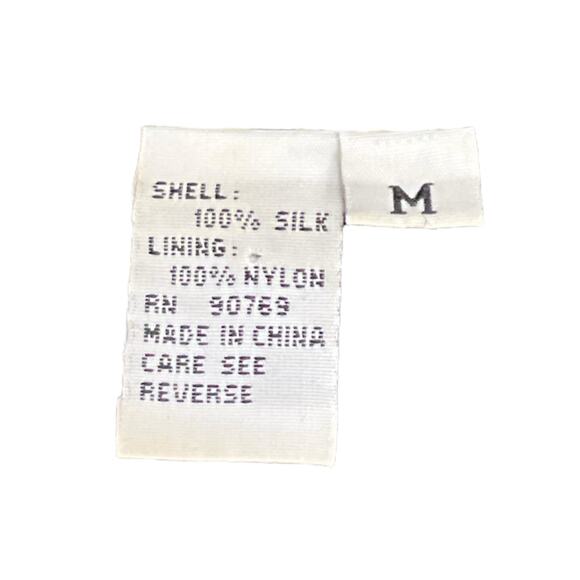 SHELL:
100% SILK
LINING:
100% NYLON
RN 90769
MADE IN CHINA
CARE SEE
REVERSE
M